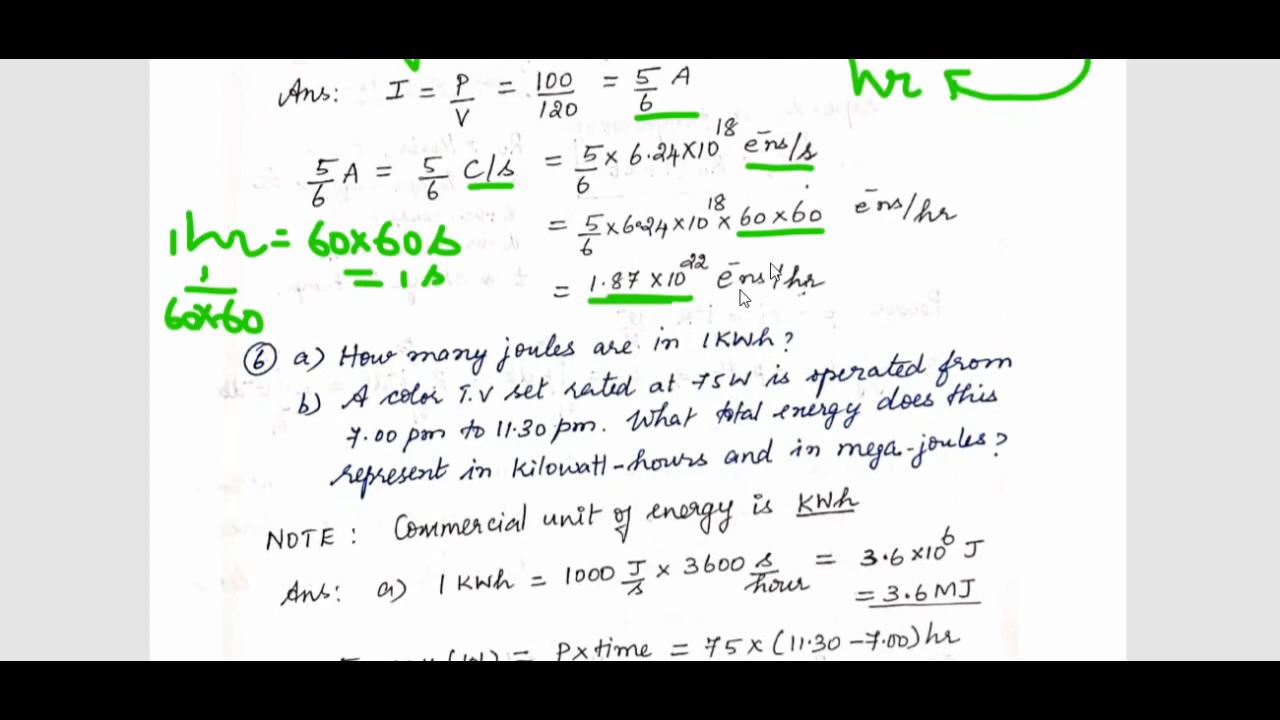 hr
Ans: I = P/V = 100/120 = 5/6 A
5/6 A = 5/6 C/s = 5/6 × 6.24×10^18 e⁻ns/s
= 5/6 × 6.24×10^18 × 60×60 e⁻ns/hr
1hr = 60×60s
1/60×60 = 1s
= 1.87×10^22 e⁻ns/hr
⑥ a) How many joules are in 1KWh?
b) A color T.V set rated at 75W is operated from
7.00 pm to 11.30 pm. What total energy does this
represent in Kilowatt-hours and in mega-joules?
NOTE: Commercial unit of energy is KWh
Ans: a) 1 KWh = 1000 J/s × 3600 s/hour = 3.6×10^6 J
= 3.6 MJ
(W) = P×time = 75×(11.30-7.00)hr